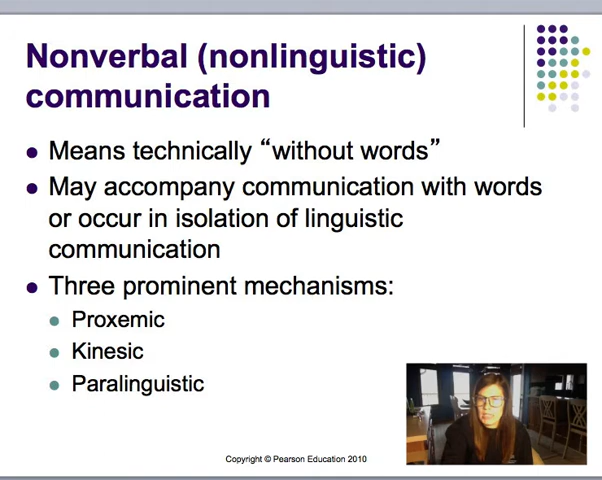 Nonverbal (nonlinguistic)
communication
Means technically “without words”
May accompany communication with words
or occur in isolation of linguistic
communication
Three prominent mechanisms:
Proxemic
Kinesic
Paralinguistic
Copyright © Pearson Education 2010